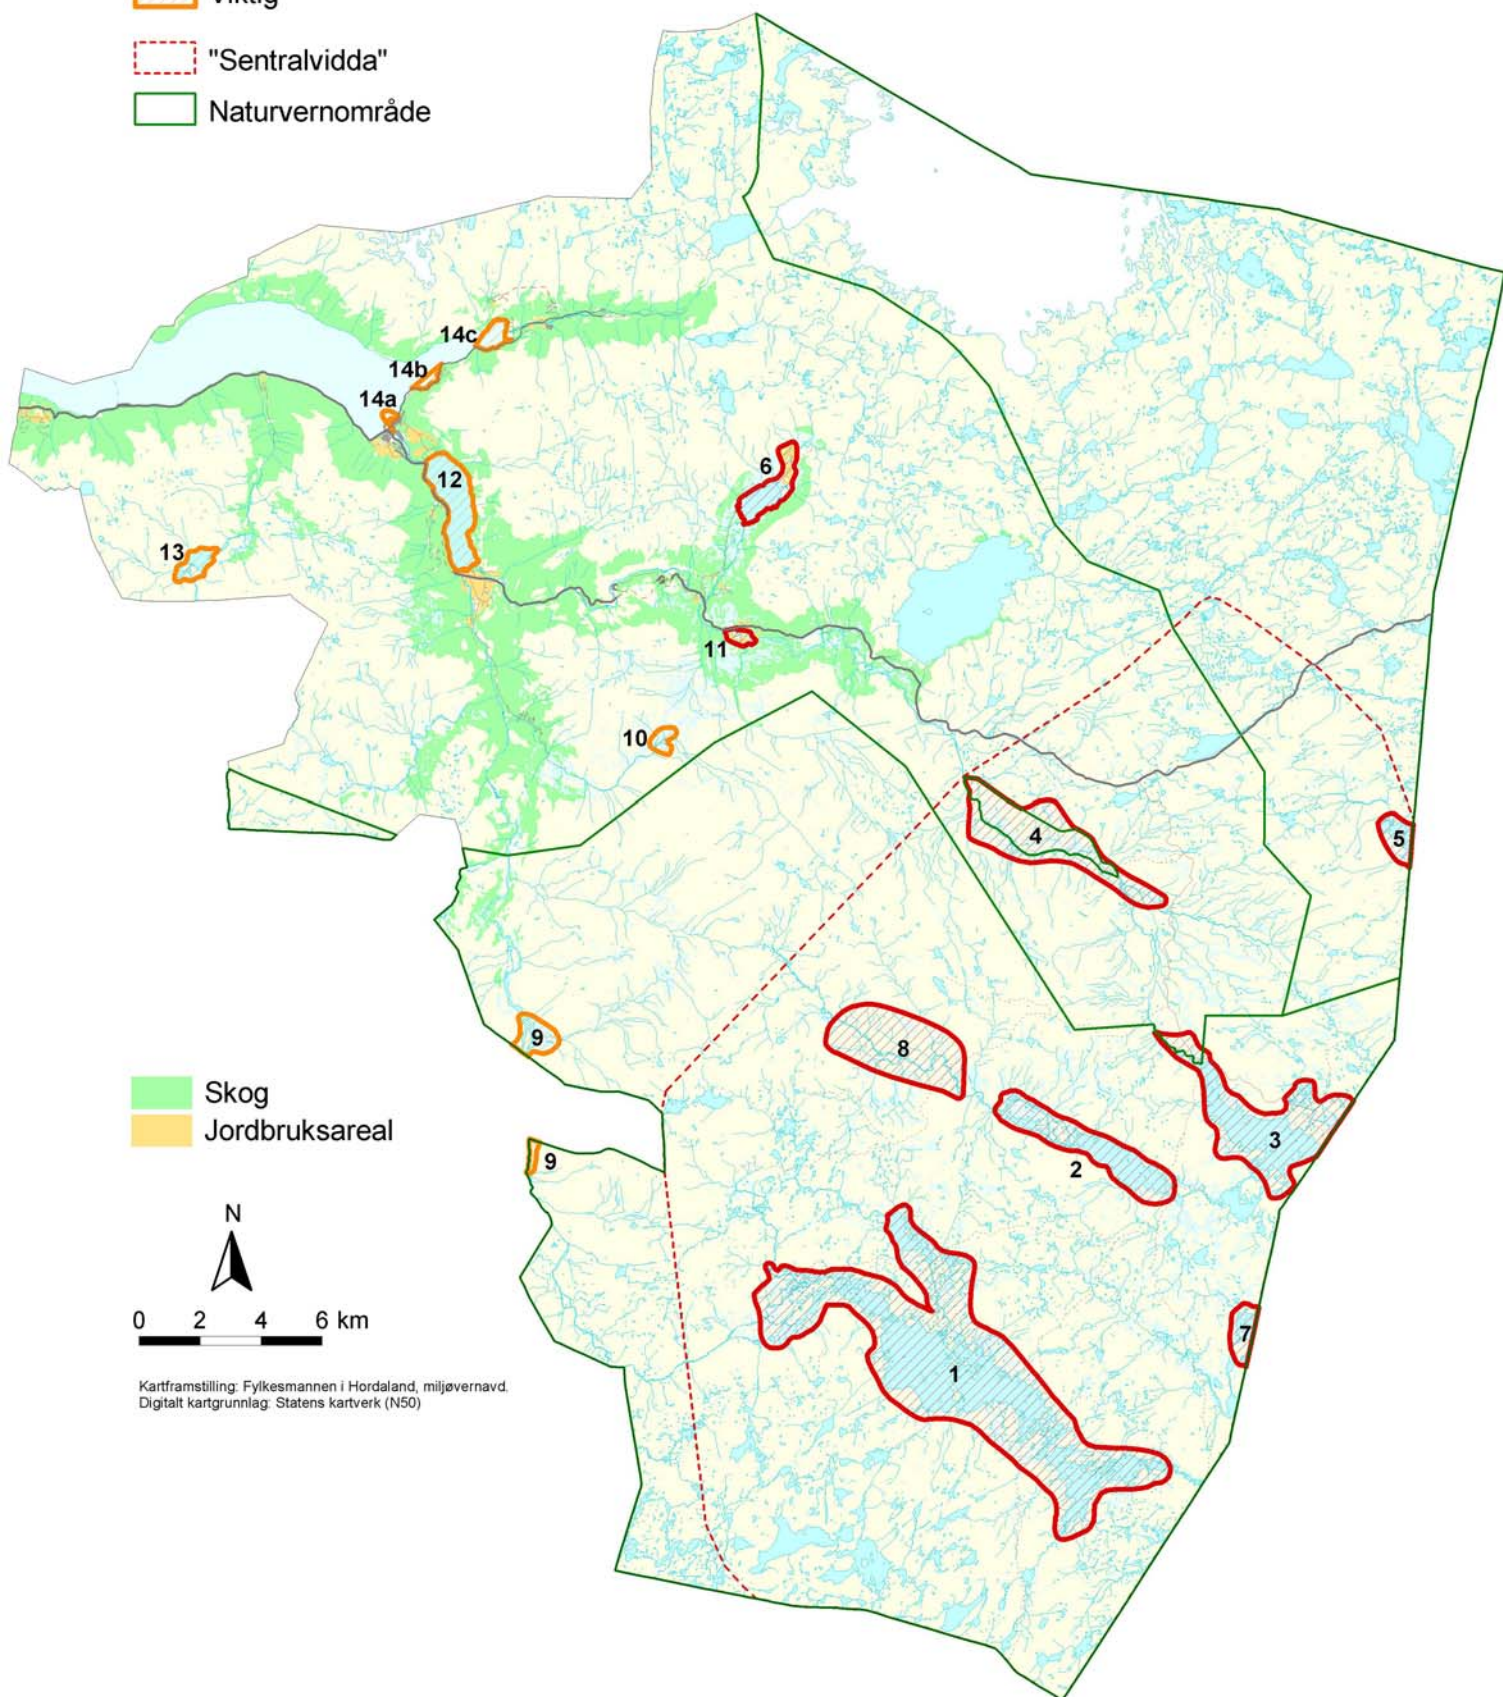 Viktig
"Sentralvidda"
Naturvernområde
14c
14b
14a
12
6
13
11
10
4
5
9
8
3
9
2
7
1
Skog
Jordbruksareal
N
0 2 4 6 km
Kartframstilling: Fylkesmannen i Hordaland, miljøvernavd.
Digitalt kartgrunnlag: Statens kartverk (N50)